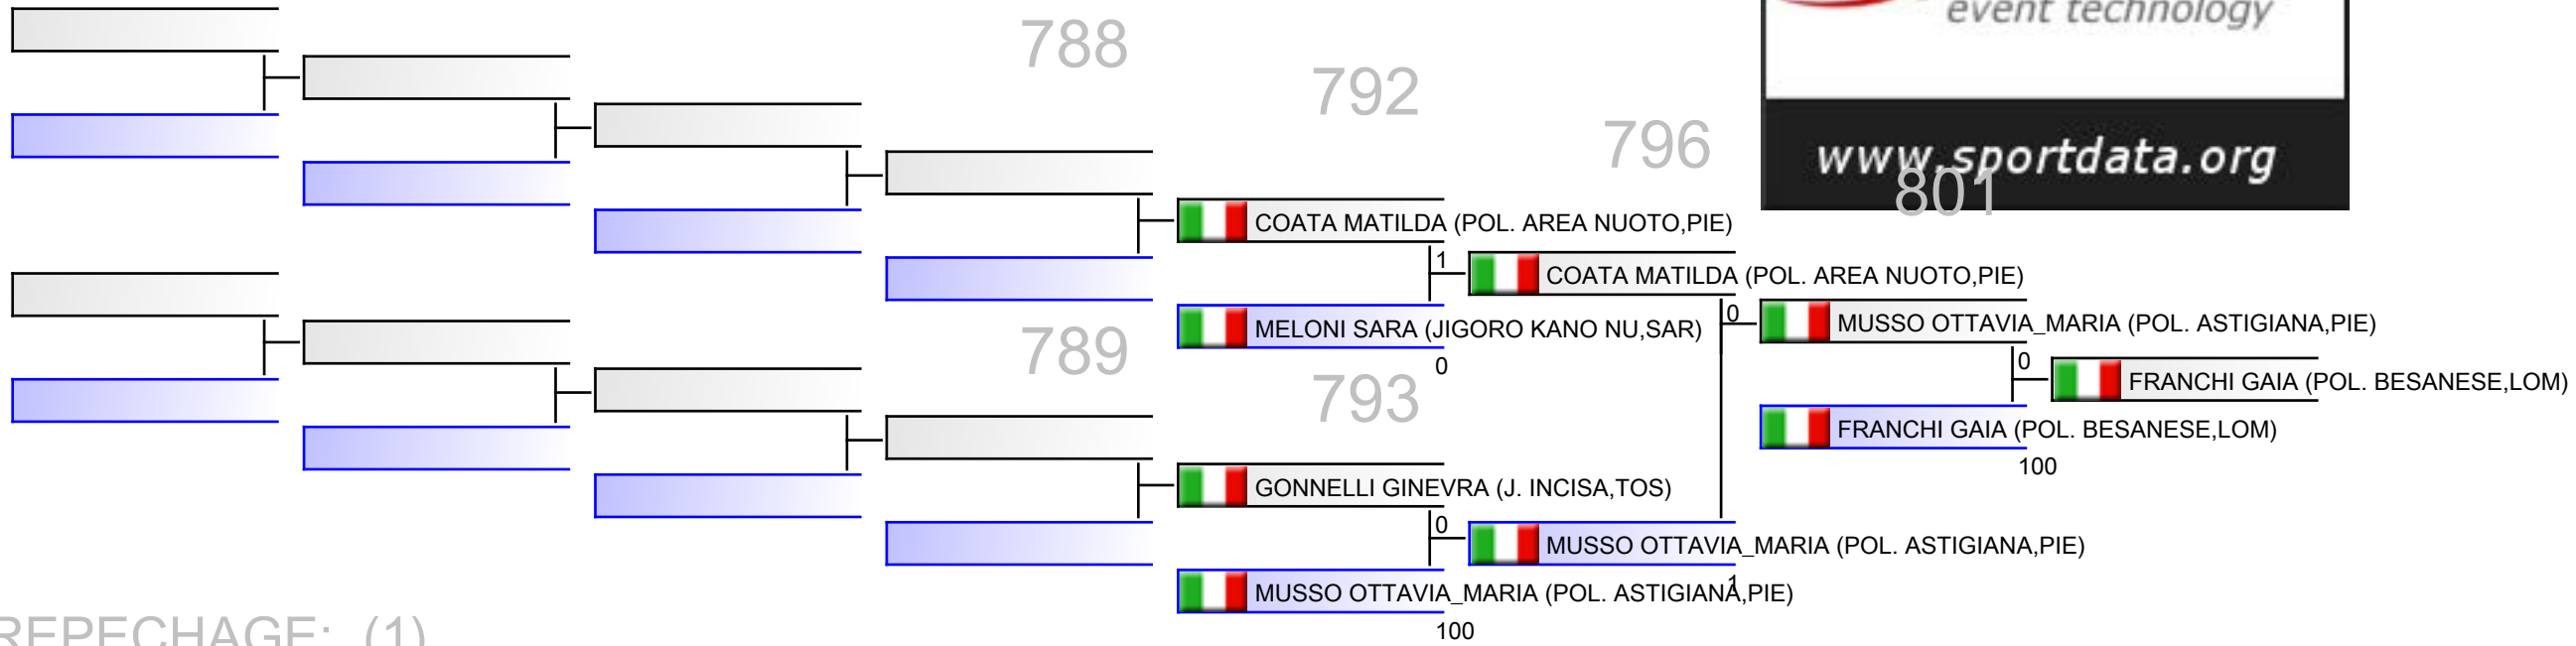 event technology
788
792
796
www.sportdata.org
801
COATA MATILDA (POL. AREA NUOTO,PIE)
1
COATA MATILDA (POL. AREA NUOTO,PIE)
0
MUSSO OTTAVIA_MARIA (POL. ASTIGIANA,PIE)
MELONI SARA (JIGORO KANO NU,SAR)
0
789
793
0
FRANCHI GAIA (POL. BESANESE,LOM)
FRANCHI GAIA (POL. BESANESE,LOM)
100
GONNELLI GINEVRA (J. INCISA,TOS)
0
MUSSO OTTAVIA_MARIA (POL. ASTIGIANA,PIE)
1
MUSSO OTTAVIA_MARIA (POL. ASTIGIANA,PIE)
100
REPECHAGE: (1)